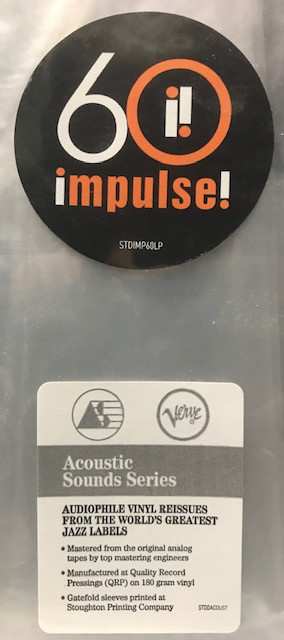 60
i!
impulse!
STDIMP60LP
Verve
Acoustic
Sounds Series
AUDIOPHILE VINYL REISSUES
FROM THE WORLD'S GREATEST
JAZZ LABELS
• Mastered from the original analog
tapes by top mastering engineers
• Manufactured at Quality Record
Pressings (QRP) on 180 gram vinyl
• Gatefold sleeves printed at
Stoughton Printing Company